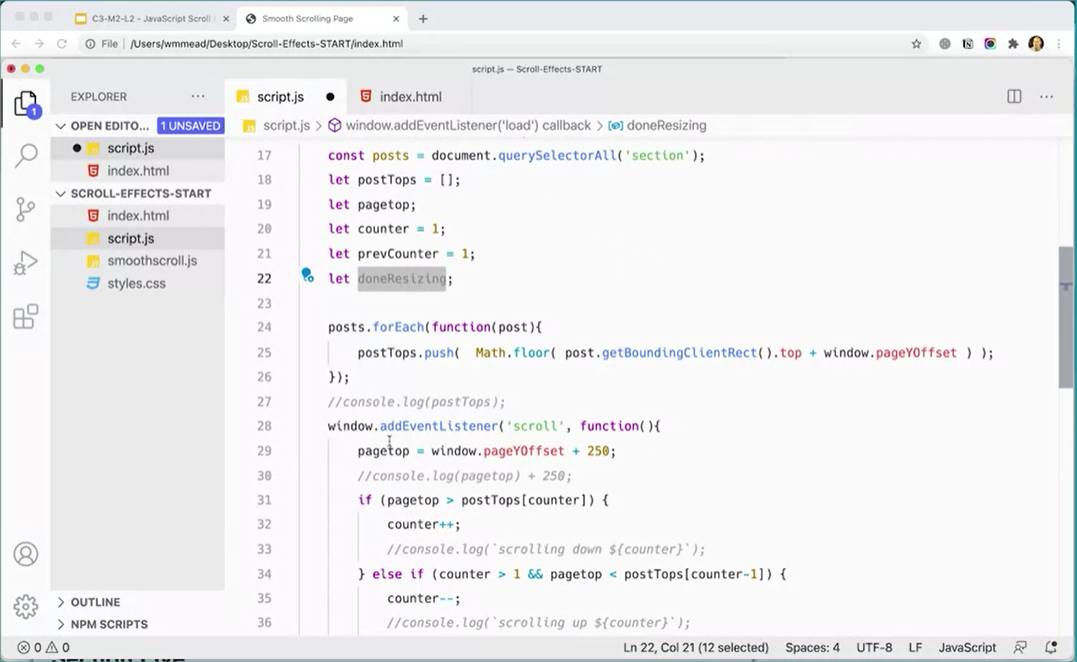 C3-M2-L2 - JavaScript Scroll
Smooth Scrolling Page
File
/Users/wmmead/Desktop/Scroll-Effects-START/index.html
script.js — Scroll-Effects-START
EXPLORER
script.js
index.html
OPEN EDITO...
1 UNSAVED
script.js > window.addEventListener('load') callback > doneResizing
script.js
index.html
SCROLL-EFFECTS-START
index.html
script.js
smoothscroll.js
styles.css
1
17 const posts = document.querySelectorAll('section');
18 let postTops = [];
19 let pagetop;
20 let counter = 1;
21 let prevCounter = 1;
22 let doneResizing;
23
24 posts.forEach(function(post){
25 postTops.push( Math.floor( post.getBoundingClientRect().top + window.pageYOffset ) );
26 });
27 //console.log(postTops);
28 window.addEventListener('scroll', function(){
29 pagetop = window.pageYOffset + 250;
30 //console.log(pagetop) + 250;
31 if (pagetop > postTops[counter]) {
32 counter++;
33 //console.log(`scrolling down ${counter}`);
34 } else if (counter > 1 && pagetop < postTops[counter-1]) {
35 counter--;
36 //console.log(`scrolling up ${counter}`);
OUTLINE
NPM SCRIPTS
0 0
Ln 22, Col 21 (12 selected)
Spaces: 4
UTF-8
LF
JavaScript